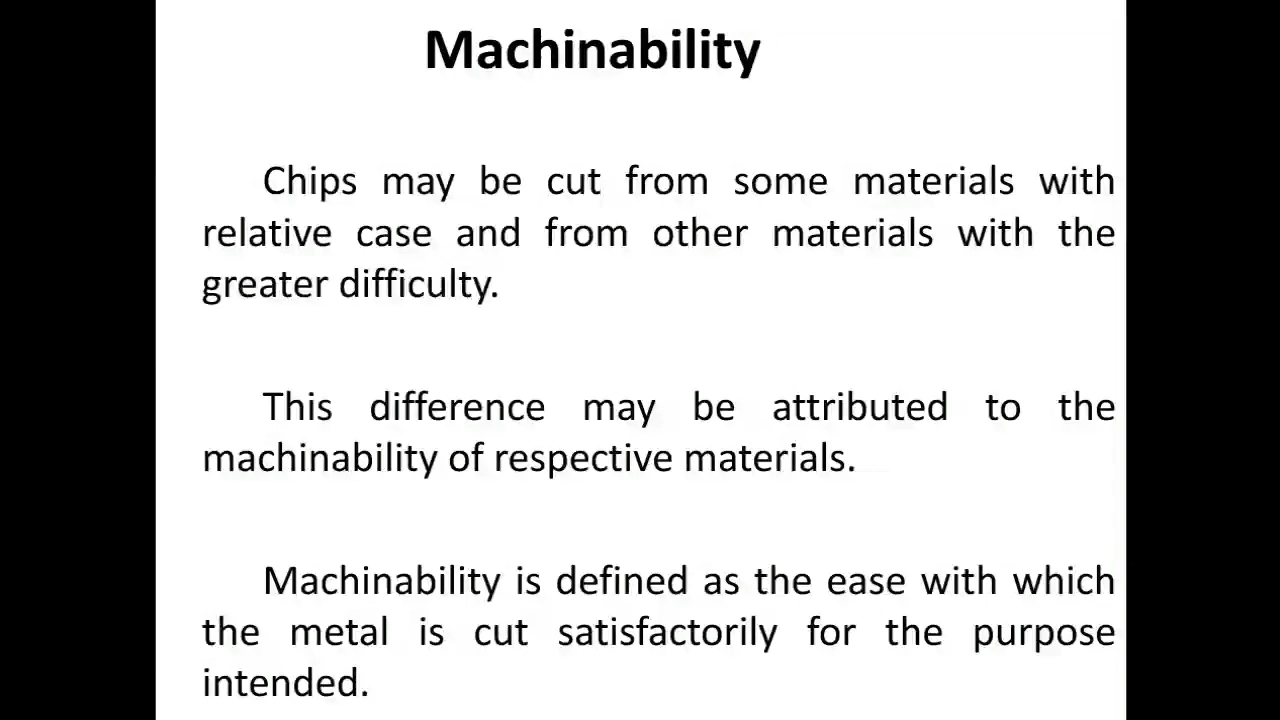 Machinability
Chips may be cut from some materials with
relative case and from other materials with the
greater difficulty.
This difference may be attributed to the
machinability of respective materials.
Machinability is defined as the ease with which
the metal is cut satisfactorily for the purpose
intended.